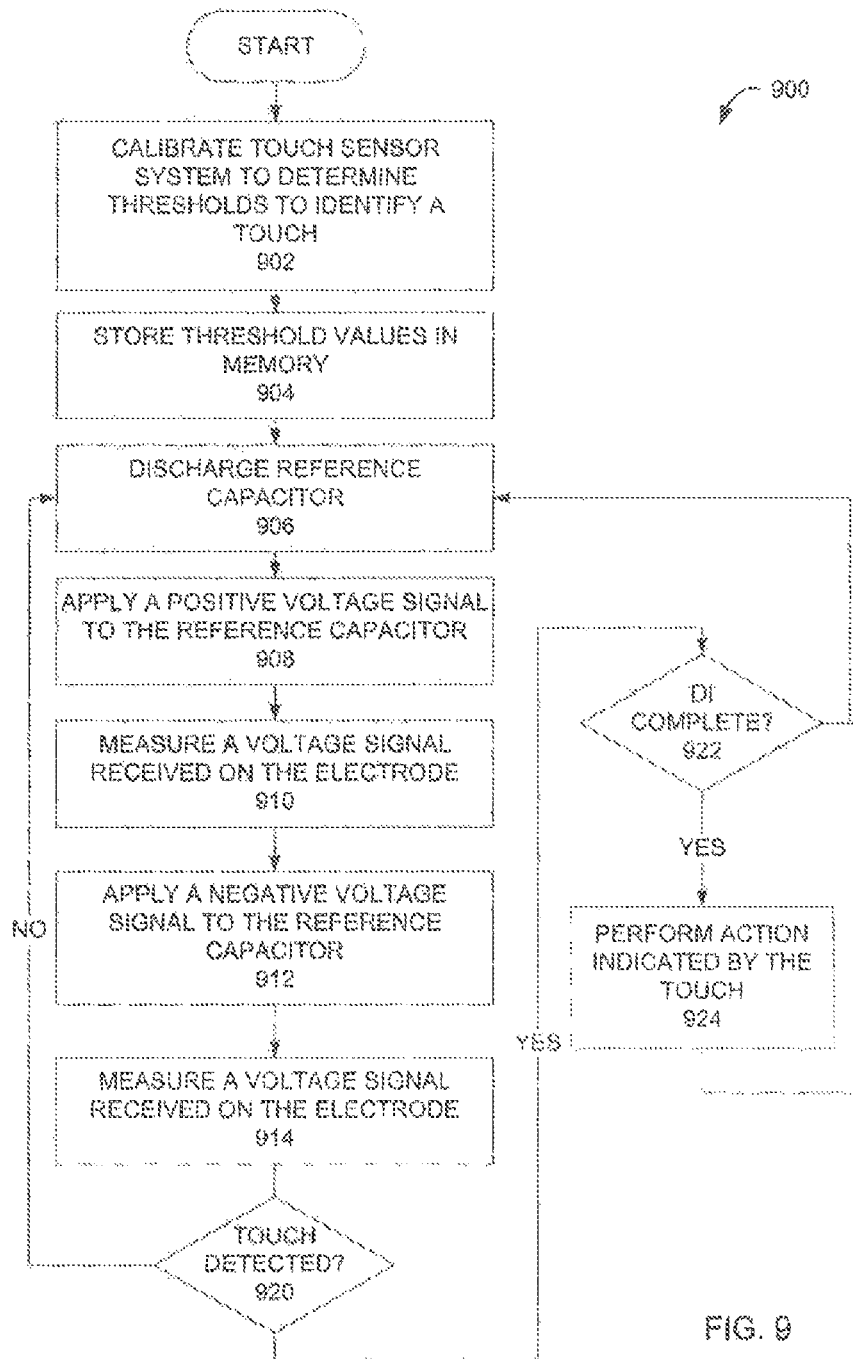 START
900
CALIBRATE TOUCH SENSOR
SYSTEM TO DETERMINE
THRESHOLDS TO IDENTIFY A
TOUCH
902
STORE THRESHOLD VALUES IN
MEMORY
904
DISCHARGE REFERENCE
CAPACITOR
906
APPLY A POSITIVE VOLTAGE SIGNAL
TO THE REFERENCE CAPACITOR
908
MEASURE A VOLTAGE SIGNAL
RECEIVED ON THE ELECTRODE
910
APPLY A NEGATIVE VOLTAGE
SIGNAL TO THE REFERENCE
CAPACITOR
912
MEASURE A VOLTAGE SIGNAL
RECEIVED ON THE ELECTRODE
914
TOUCH
DETECTED?
920
NO
YES
DI
COMPLETE?
922
YES
PERFORM ACTION
INDICATED BY THE
TOUCH
924
FIG. 9